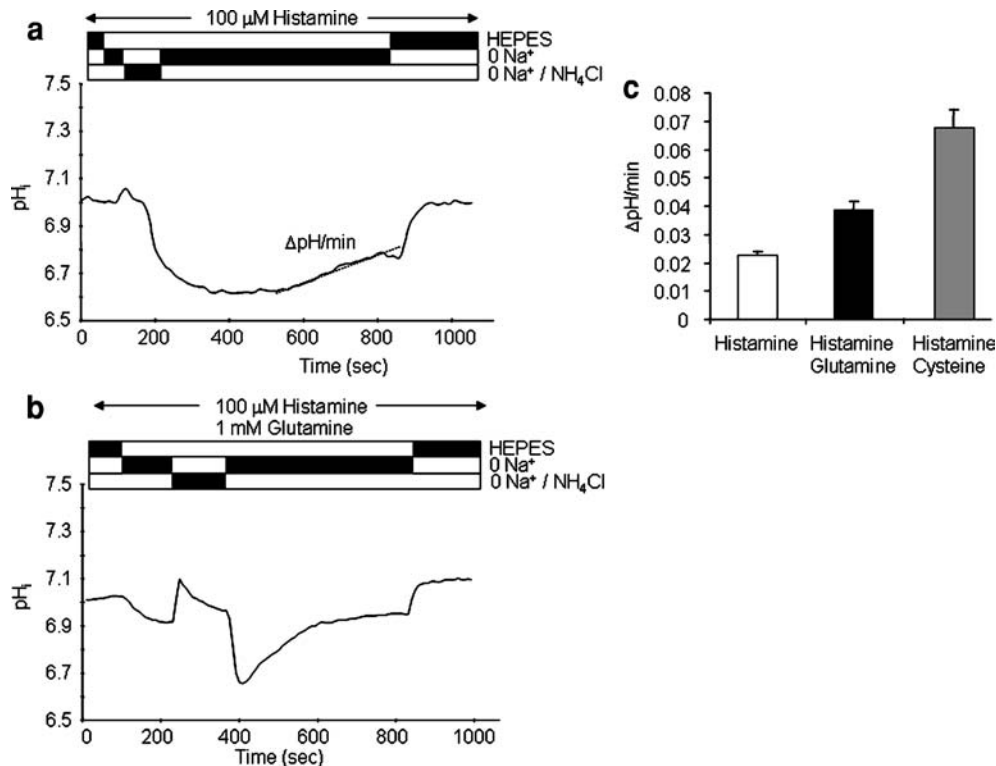 a
100 μM Histamine
HEPES
0 Na⁺
0 Na⁺ / NH₄Cl
7.5
7.3
7.1
6.9
6.7
6.5
pHᵢ
ΔpH/min
0 200 400 600 800 1000
Time (sec)
b
100 μM Histamine
1 mM Glutamine
HEPES
0 Na⁺
0 Na⁺ / NH₄Cl
7.5
7.3
7.1
6.9
6.7
6.5
pHᵢ
0 200 400 600 800 1000
Time (sec)
c
0.08
0.07
0.06
0.05
0.04
0.03
0.02
0.01
0
ΔpH/min
Histamine
Histamine
Glutamine
Histamine
Cysteine